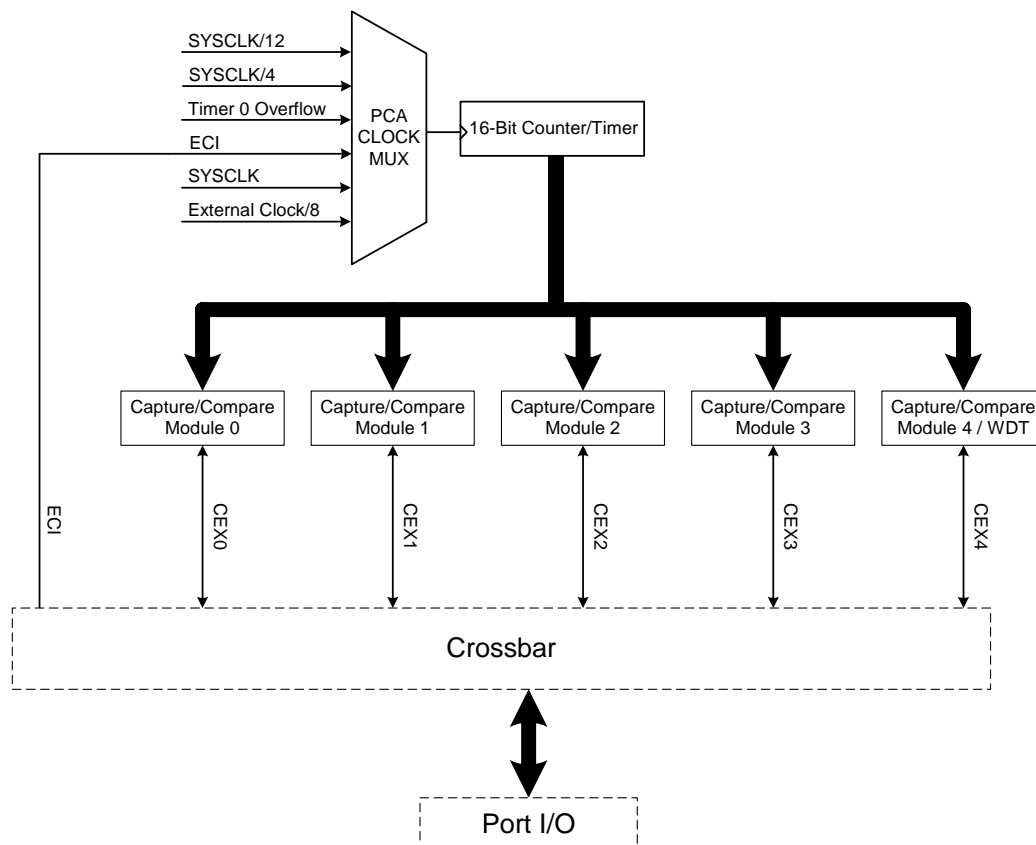 SYSCLK/12
SYSCLK/4
Timer 0 Overflow
ECI
SYSCLK
External Clock/8
PCA
CLOCK
MUX
16-Bit Counter/Timer
Capture/Compare
Module 0
Capture/Compare
Module 1
Capture/Compare
Module 2
Capture/Compare
Module 3
Capture/Compare
Module 4 / WDT
ECI
CEX0
CEX1
CEX2
CEX3
CEX4
Crossbar
Port I/O